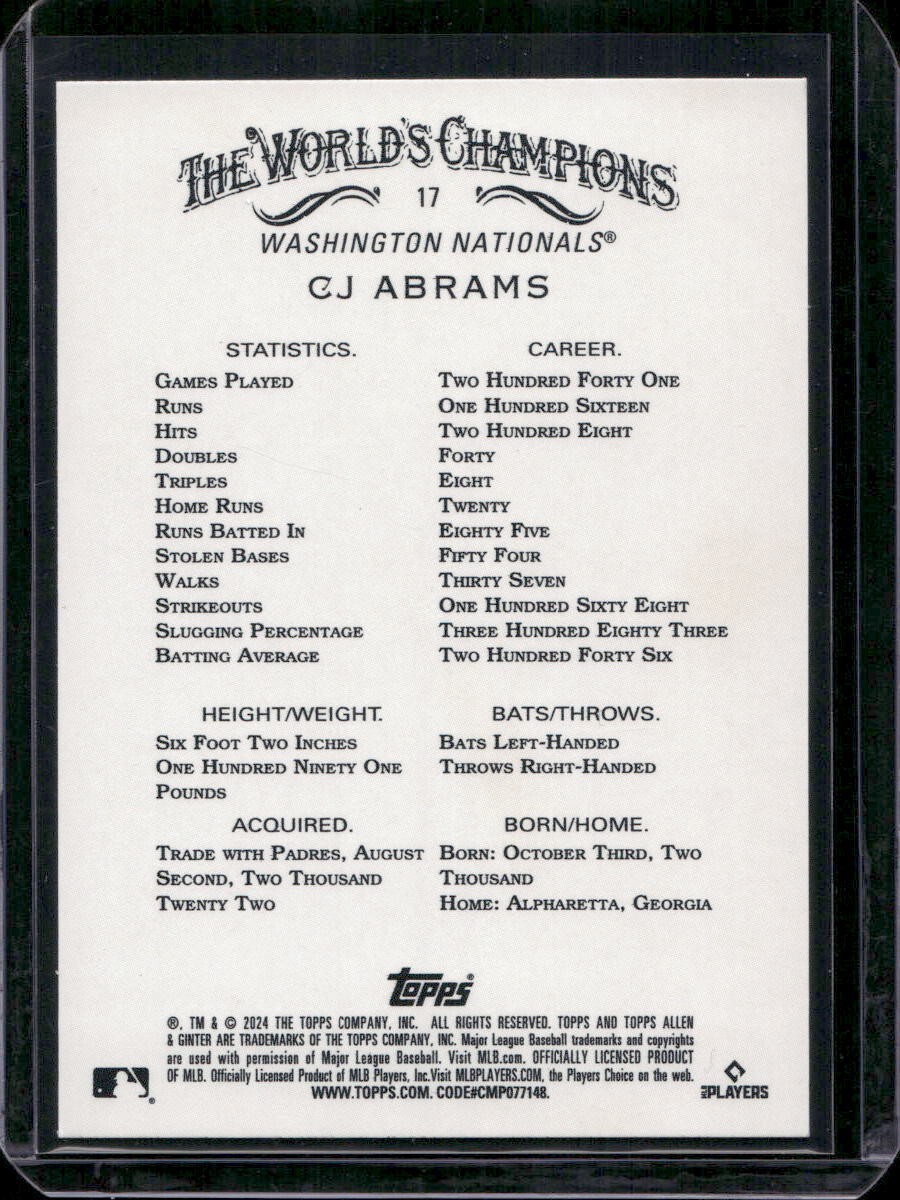 THE WORLD'S CHAMPIONS
17
WASHINGTON NATIONALS®
CJ ABRAMS
STATISTICS. CAREER.
GAMES PLAYED TWO HUNDRED FORTY ONE
RUNS ONE HUNDRED SIXTEEN
HITS TWO HUNDRED EIGHT
DOUBLES FORTY
TRIPLES EIGHT
HOME RUNS TWENTY
RUNS BATTED IN EIGHTY FIVE
STOLEN BASES FIFTY FOUR
WALKS THIRTY SEVEN
STRIKEOUTS ONE HUNDRED SIXTY EIGHT
SLUGGING PERCENTAGE THREE HUNDRED EIGHTY THREE
BATTING AVERAGE TWO HUNDRED FORTY SIX
HEIGHT/WEIGHT.
SIX FOOT TWO INCHES
ONE HUNDRED NINETY ONE
POUNDS
BATS/THROWS.
BATS LEFT-HANDED
THROWS RIGHT-HANDED
ACQUIRED.
TRADE WITH PADRES, AUGUST
SECOND, TWO THOUSAND
TWENTY TWO
BORN/HOME.
BORN: OCTOBER THIRD, TWO
THOUSAND
HOME: ALPHARETTA, GEORGIA
Topps®
®, TM & © 2024 THE TOPPS COMPANY, INC. ALL RIGHTS RESERVED. TOPPS AND TOPPS ALLEN
& GINTER ARE TRADEMARKS OF THE TOPPS COMPANY, INC. Major League Baseball trademarks and copyrights
are used with permission of Major League Baseball. Visit MLB.com. OFFICIALLY LICENSED PRODUCT
OF MLB. Officially Licensed Product of MLB Players, Inc.Visit MLBPLAYERS.COM, the Players Choice on the web.
WWW.TOPPS.COM. CODE#CMP077148.
®
MLB PLAYERS